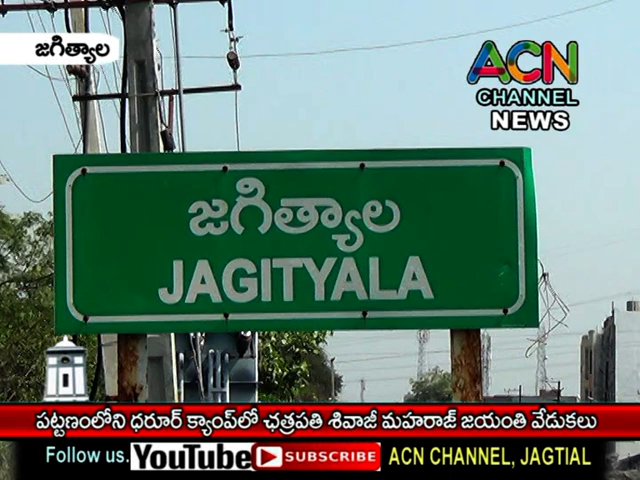 జగిత్యాల
ACN
CHANNEL
NEWS
జగిత్యాల
JAGITYALA
పట్టణంలోని ధరూర్ క్యాంప్‌లో ఛత్రపతి శివాజీ మహరాజ్ జయంతి వేడుకలు
Follow us. YouTube SUBSCRIBE ACN CHANNEL, JAGTIAL